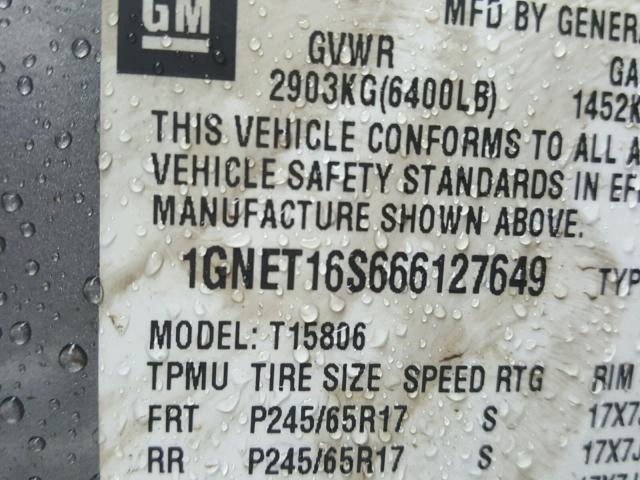 GM
MFD BY GENERA
GVWR GA
2903KG(6400LB) 1452K
THIS VEHICLE CONFORMS TO ALL A
VEHICLE SAFETY STANDARDS IN EF
MANUFACTURE SHOWN ABOVE.
1GNET16S666127649 TYP
MODEL: T15806
TPMU TIRE SIZE SPEED RTG RIM
FRT P245/65R17 S 17X7J
RR P245/65R17 S 17X7J